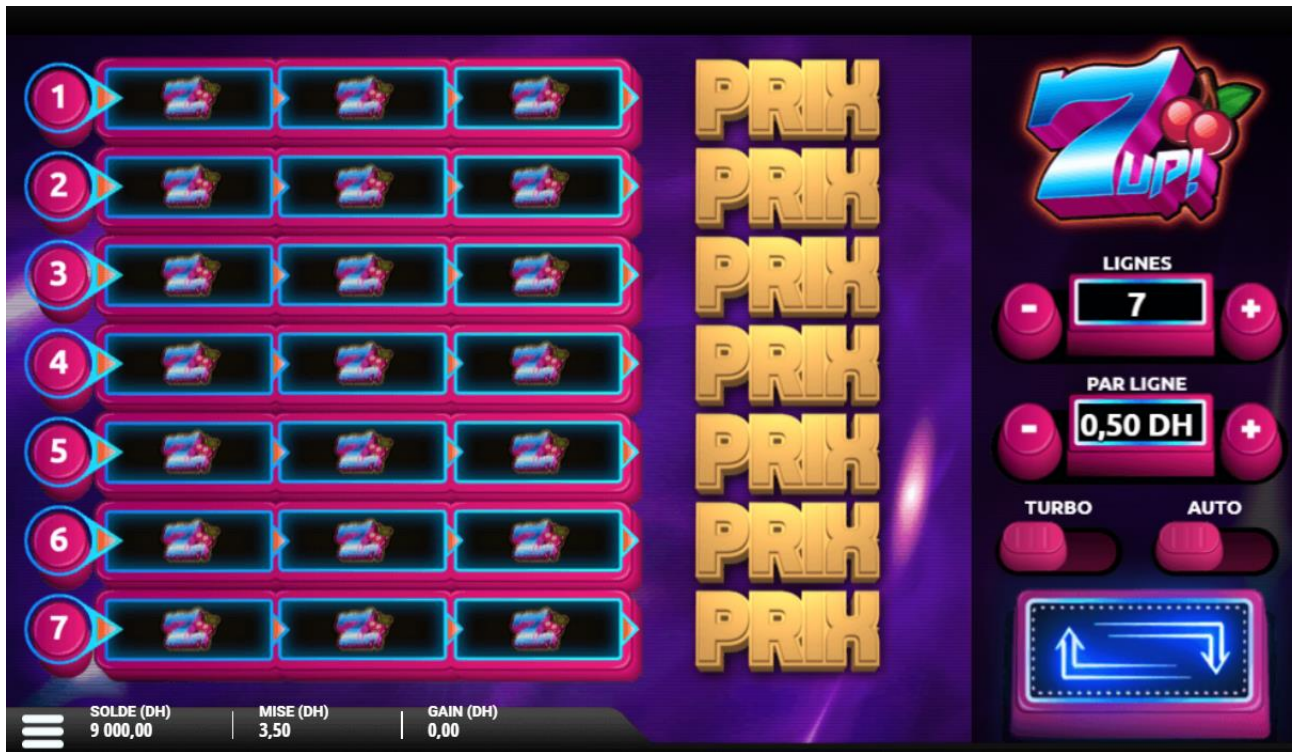 1 PRIX
2 PRIX
3 PRIX
4 PRIX
5 PRIX
6 PRIX
7 PRIX
7UP!
LIGNES
- 7 +
PAR LIGNE
- 0,50 DH +
TURBO AUTO
SOLDE (DH) MISE (DH) GAIN (DH)
9 000,00 3,50 0,00